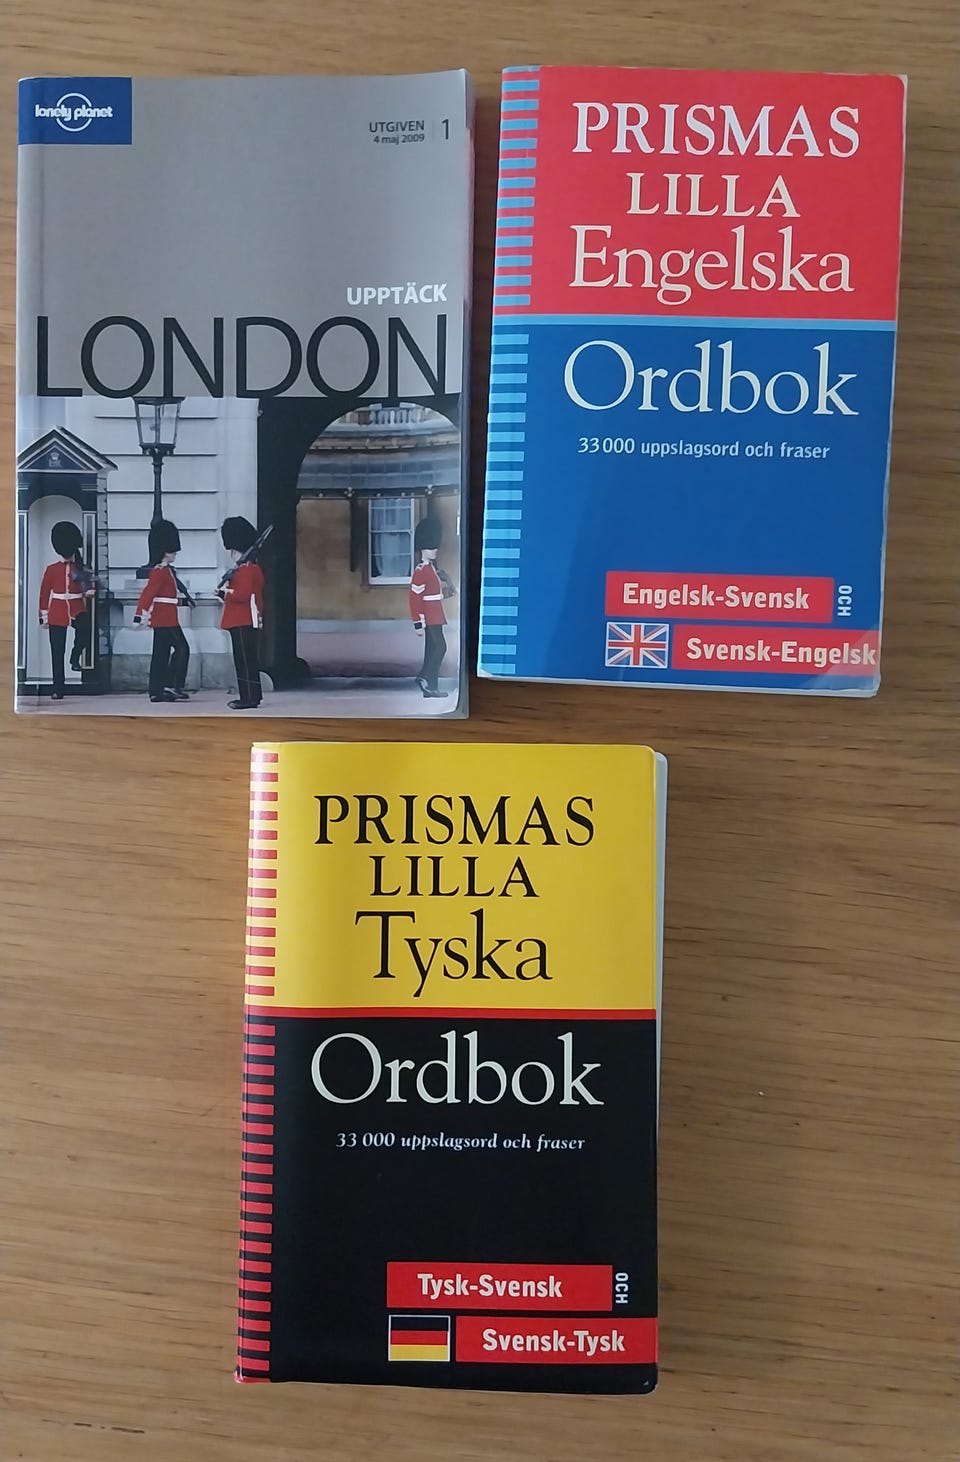 lonely planet
UTGIVEN
4 maj 2009
1
UPPTÄCK
LONDON
PRISMAS
LILLA
Engelska
Ordbok
33 000 uppslagsord och fraser
Engelsk-Svensk
OCH
Svensk-Engelsk
PRISMAS
LILLA
Tyska
Ordbok
33 000 uppslagsord och fraser
Tysk-Svensk
OCH
Svensk-Tysk